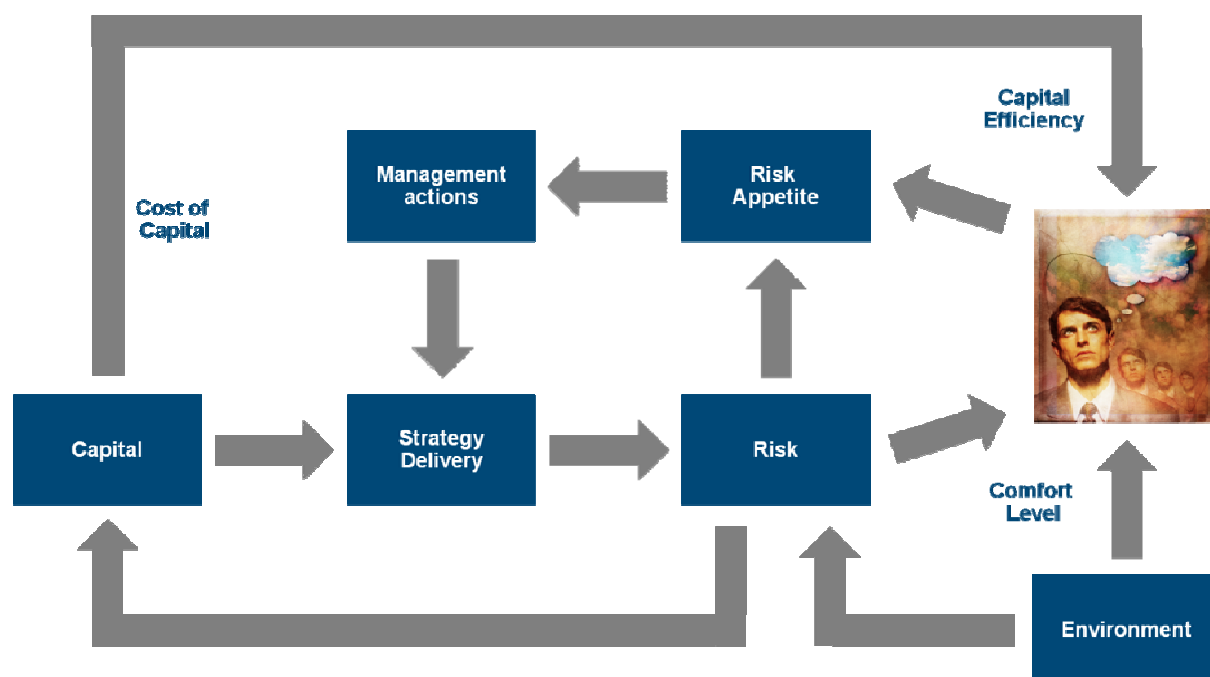 Capital
Efficiency
Management
actions
Risk
Appetite
Cost of
Capital
Capital
Strategy
Delivery
Risk
Comfort
Level
Environment